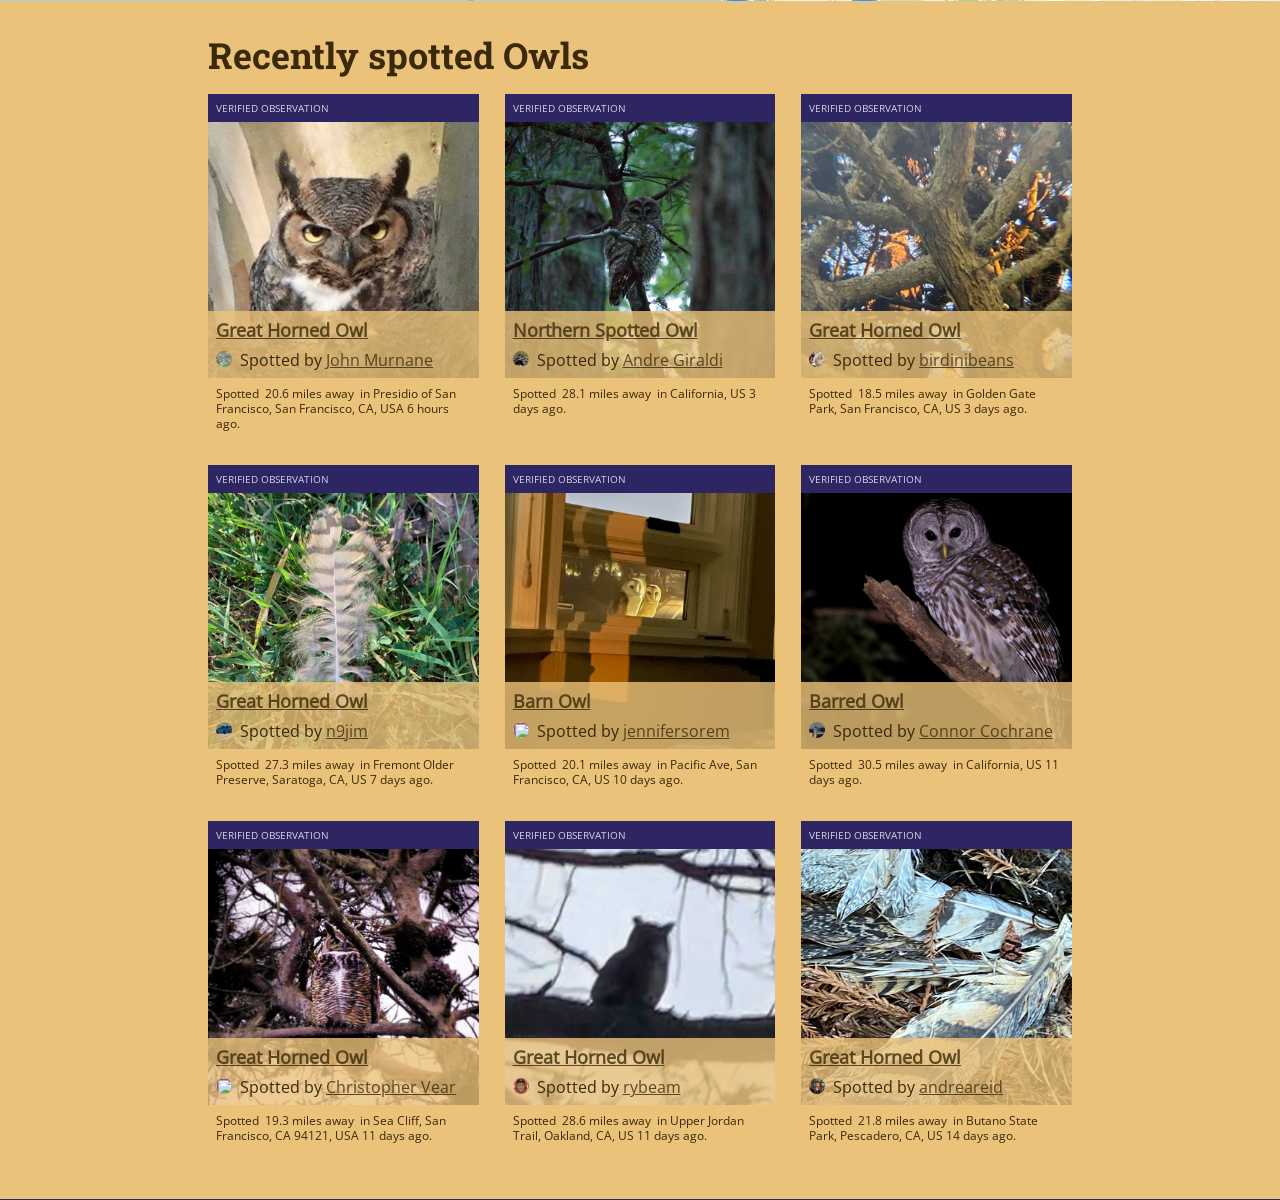 Recently spotted Owls
VERIFIED OBSERVATION
Great Horned Owl
Spotted by John Murnane
Spotted 20.6 miles away in Presidio of San
Francisco, San Francisco, CA, USA 6 hours
ago.
VERIFIED OBSERVATION
Northern Spotted Owl
Spotted by Andre Giraldi
Spotted 28.1 miles away in California, US 3
days ago.
VERIFIED OBSERVATION
Great Horned Owl
Spotted by birdinibeans
Spotted 18.5 miles away in Golden Gate
Park, San Francisco, CA, US 3 days ago.
VERIFIED OBSERVATION
Great Horned Owl
Spotted by n9jim
Spotted 27.3 miles away in Fremont Older
Preserve, Saratoga, CA, US 7 days ago.
VERIFIED OBSERVATION
Barn Owl
Spotted by jennifersorem
Spotted 20.1 miles away in Pacific Ave, San
Francisco, CA, US 10 days ago.
VERIFIED OBSERVATION
Barred Owl
Spotted by Connor Cochrane
Spotted 30.5 miles away in California, US 11
days ago.
VERIFIED OBSERVATION
Great Horned Owl
Spotted by Christopher Vear
Spotted 19.3 miles away in Sea Cliff, San
Francisco, CA 94121, USA 11 days ago.
VERIFIED OBSERVATION
Great Horned Owl
Spotted by rybeam
Spotted 28.6 miles away in Upper Jordan
Trail, Oakland, CA, US 11 days ago.
VERIFIED OBSERVATION
Great Horned Owl
Spotted by andreareid
Spotted 21.8 miles away in Butano State
Park, Pescadero, CA, US 14 days ago.